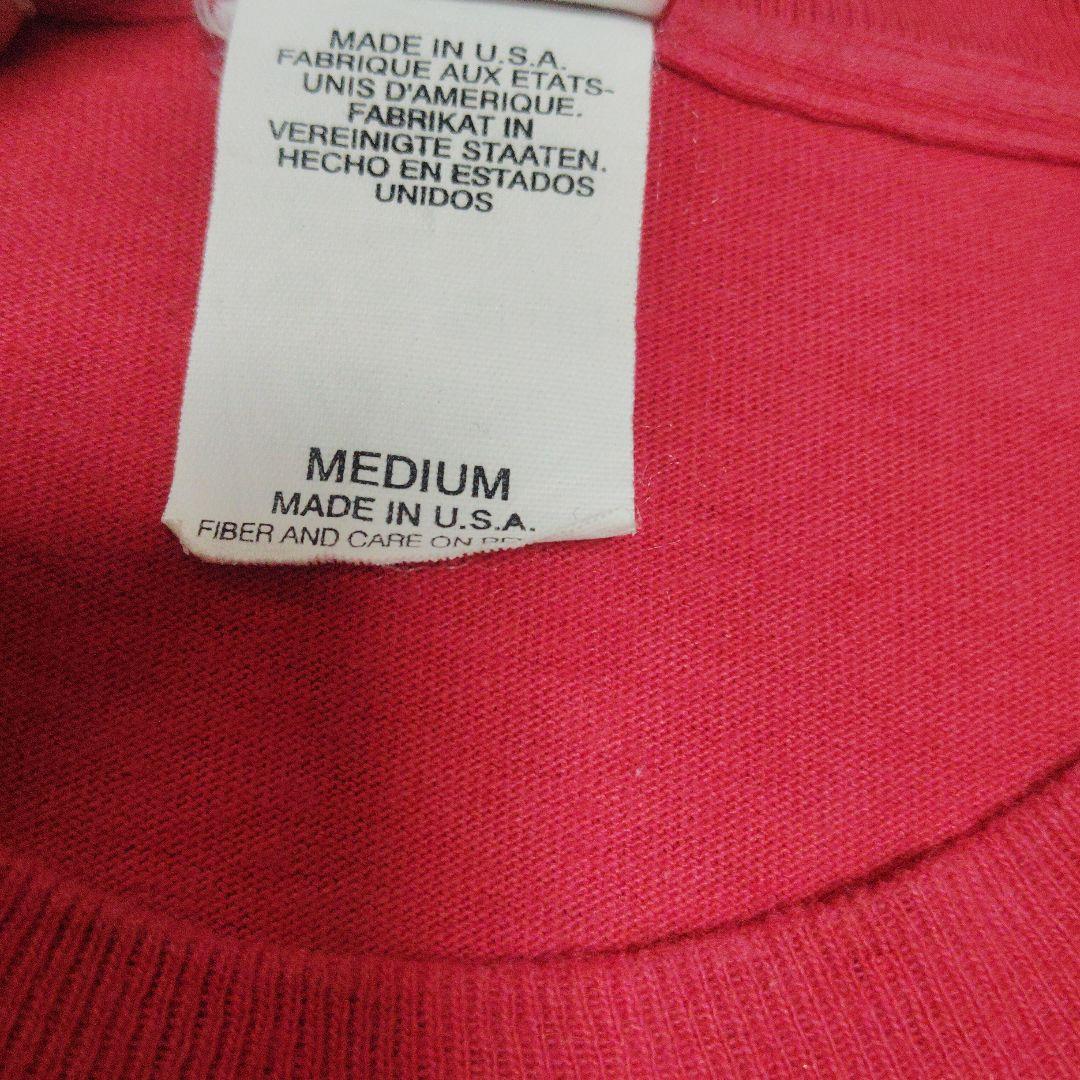 MADE IN U.S.A.
FABRIQUE AUX ETATS-
UNIS D'AMERIQUE.
FABRIKAT IN
VEREINIGTE STAATEN.
HECHO EN ESTADOS
UNIDOS
MEDIUM
MADE IN U.S.A.
FIBER AND CARE ON